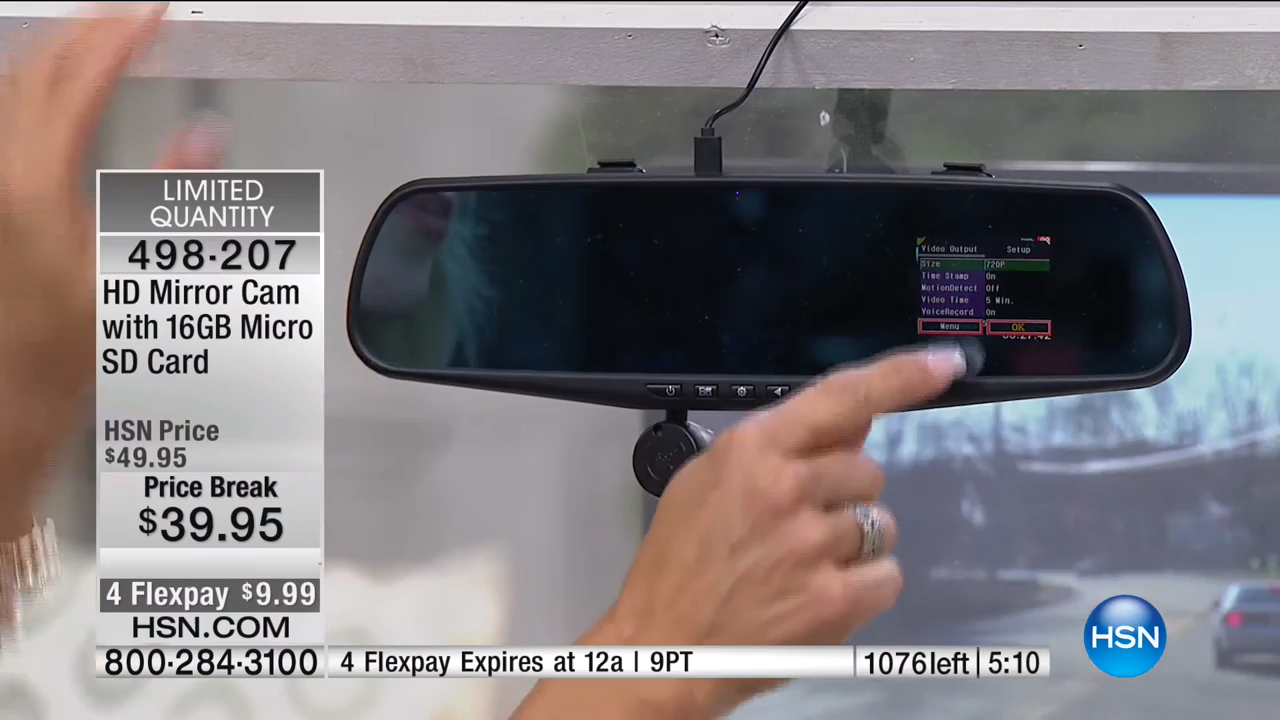 LIMITED
QUANTITY
498·207
HD Mirror Cam
with 16GB Micro
SD Card
HSN Price
$49.95
Price Break
$39.95
4 Flexpay $9.99
HSN.COM
800·284·3100
4 Flexpay Expires at 12a | 9PT
1076left | 5:10
HSN
Video Output Setup
Size 720P
Time Stamp On
MotionDetect Off
Video Time 5 Min.
VoiceRecord On
Menu OK